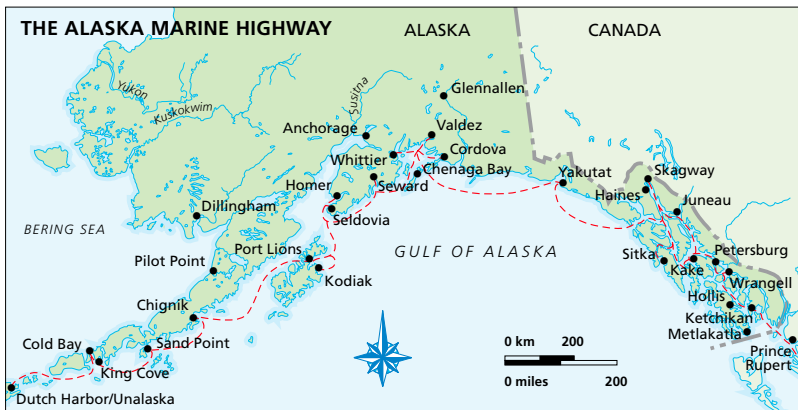 THE ALASKA MARINE HIGHWAY
ALASKA
CANADA
Yukon
Kuskokwim
Susitna
Glennallen
Anchorage
Valdez
Whittier
Cordova
Chenaga Bay
Homer
Seward
Yakutat
Skagway
Haines
Juneau
Dillingham
Seldovia
BERING SEA
Port Lions
GULF OF ALASKA
Sitka
Petersburg
Pilot Point
Kodiak
Kake
Wrangell
Chignik
Hollis
Ketchikan
Metlakatla
Cold Bay
Sand Point
King Cove
Prince
Rupert
Dutch Harbor/Unalaska
0 km 200
0 miles 200